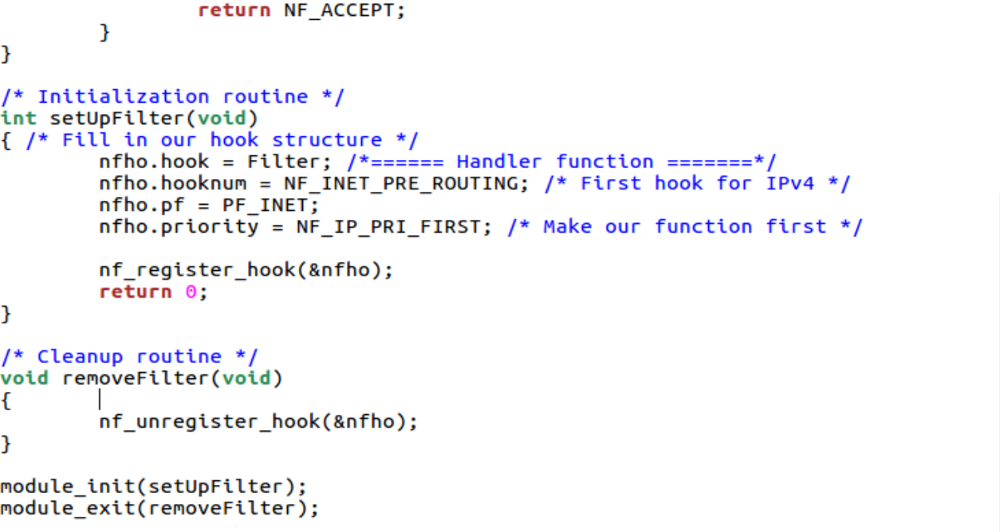 return NF_ACCEPT;
        }
}

/* Initialization routine */
int setUpFilter(void)
{ /* Fill in our hook structure */
        nfho.hook = Filter; /*====== Handler function =======*/
        nfho.hooknum = NF_INET_PRE_ROUTING; /* First hook for IPv4 */
        nfho.pf = PF_INET;
        nfho.priority = NF_IP_PRI_FIRST; /* Make our function first */

        nf_register_hook(&nfho);
        return 0;
}

/* Cleanup routine */
void removeFilter(void)
{
        nf_unregister_hook(&nfho);
}

module_init(setUpFilter);
module_exit(removeFilter);